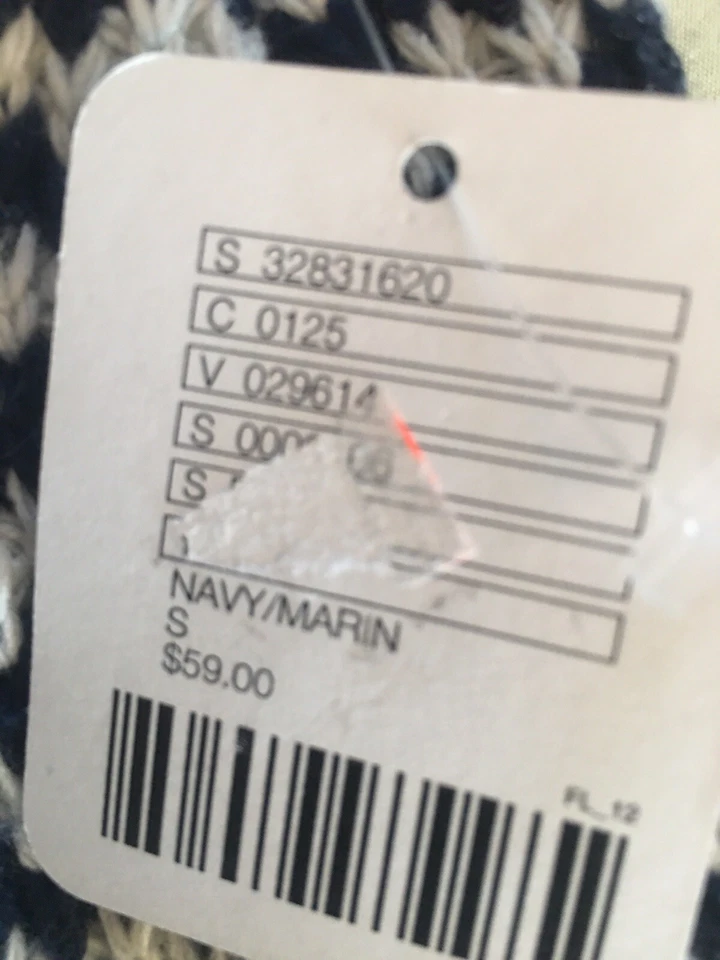 S 32831620
C 0125
V 029614
S
S
NAVY/MARIN
S
$59.00
FL_12